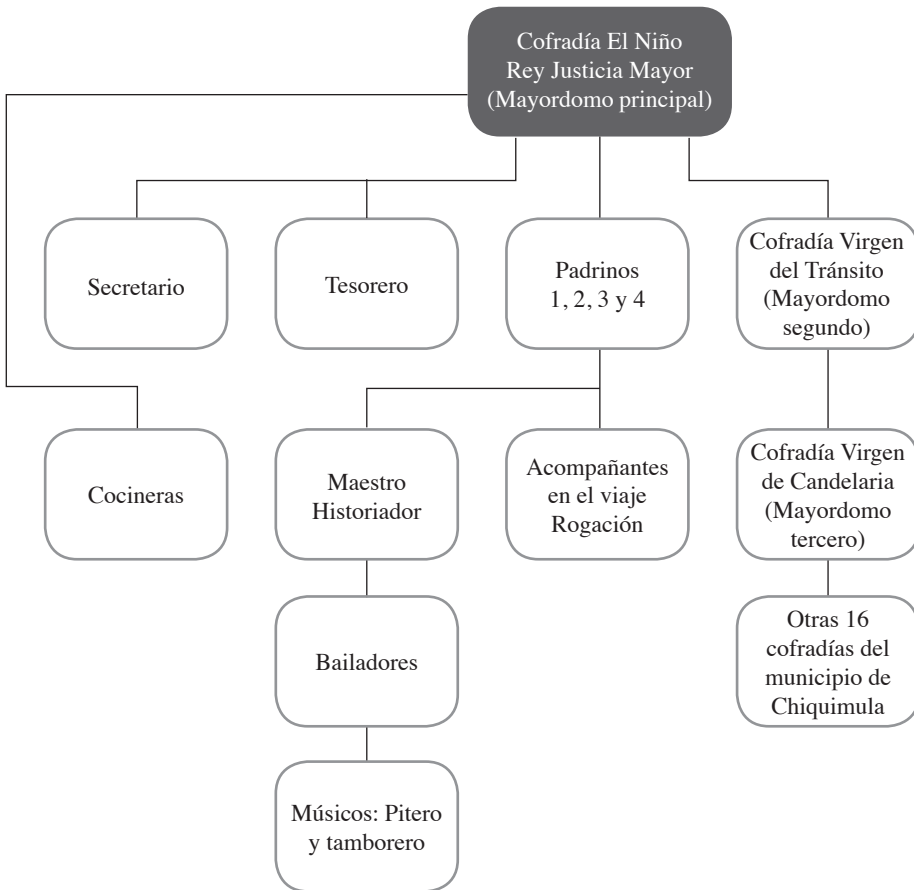 Cofradía El Niño
Rey Justicia Mayor
(Mayordomo principal)
Secretario
Tesorero
Padrinos
1, 2, 3 y 4
Cofradía Virgen
del Tránsito
(Mayordomo
segundo)
Cocineras
Maestro
Historiador
Acompañantes
en el viaje
Rogación
Cofradía Virgen
de Candelaria
(Mayordomo
tercero)
Bailadores
Otras 16
cofradías del
municipio de
Chiquimula
Músicos: Pitero
y tamborero